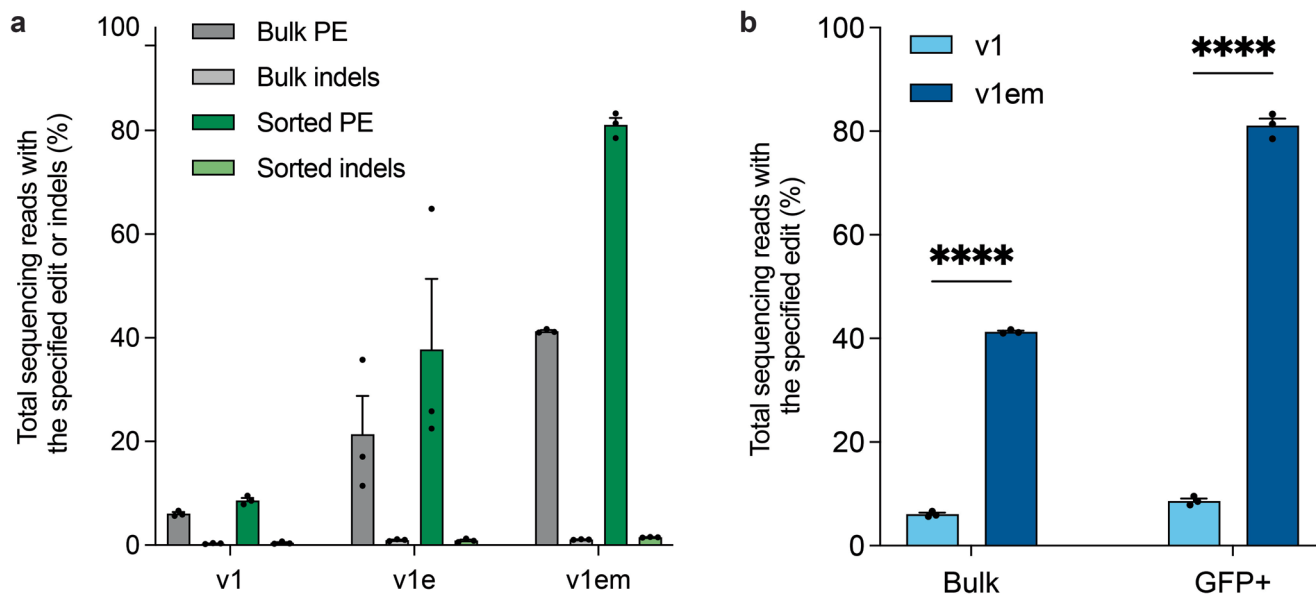 a
Total sequencing reads with
the specified edit or indels (%)
100
80
60
40
20
0
Bulk PE
Bulk indels
Sorted PE
Sorted indels
v1
v1e
v1em
b
Total sequencing reads with
the specified edit (%)
100
80
60
40
20
0
v1
v1em
****
****
Bulk
GFP+